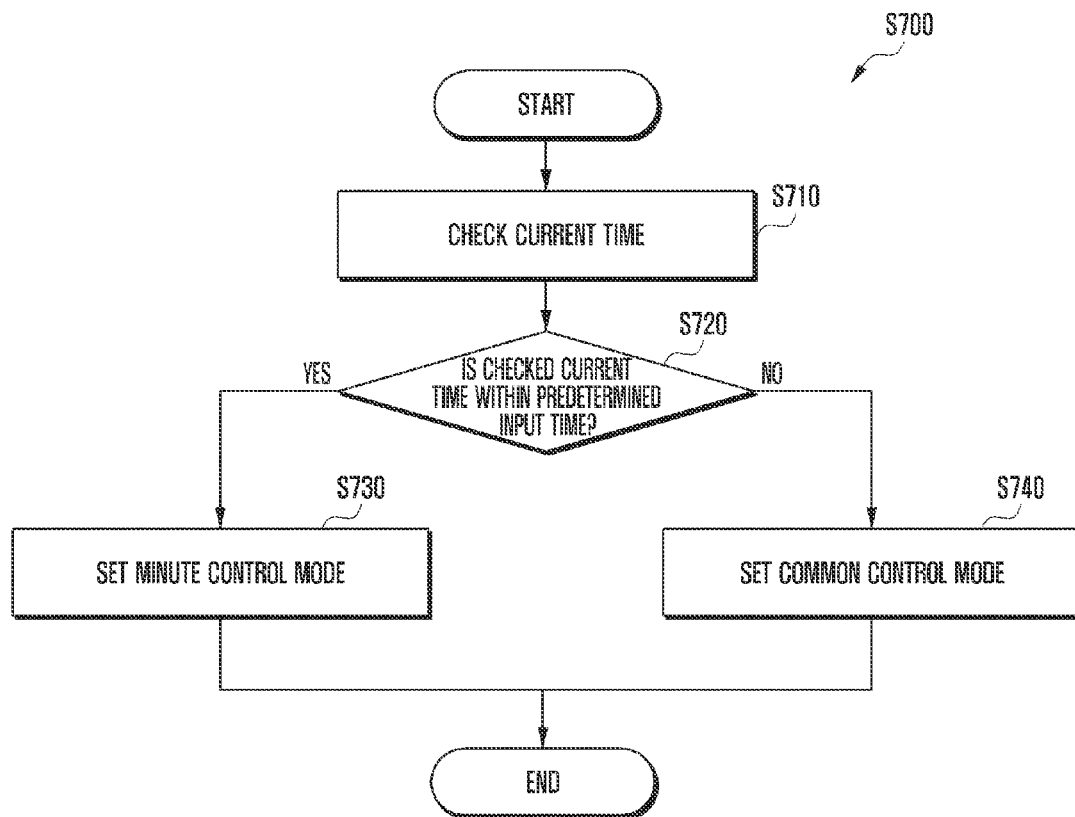 S700
START
S710
CHECK CURRENT TIME
S720
YES
IS CHECKED CURRENT
TIME WITHIN PREDETERMINED
INPUT TIME?
NO
S730
S740
SET MINUTE CONTROL MODE
SET COMMON CONTROL MODE
END